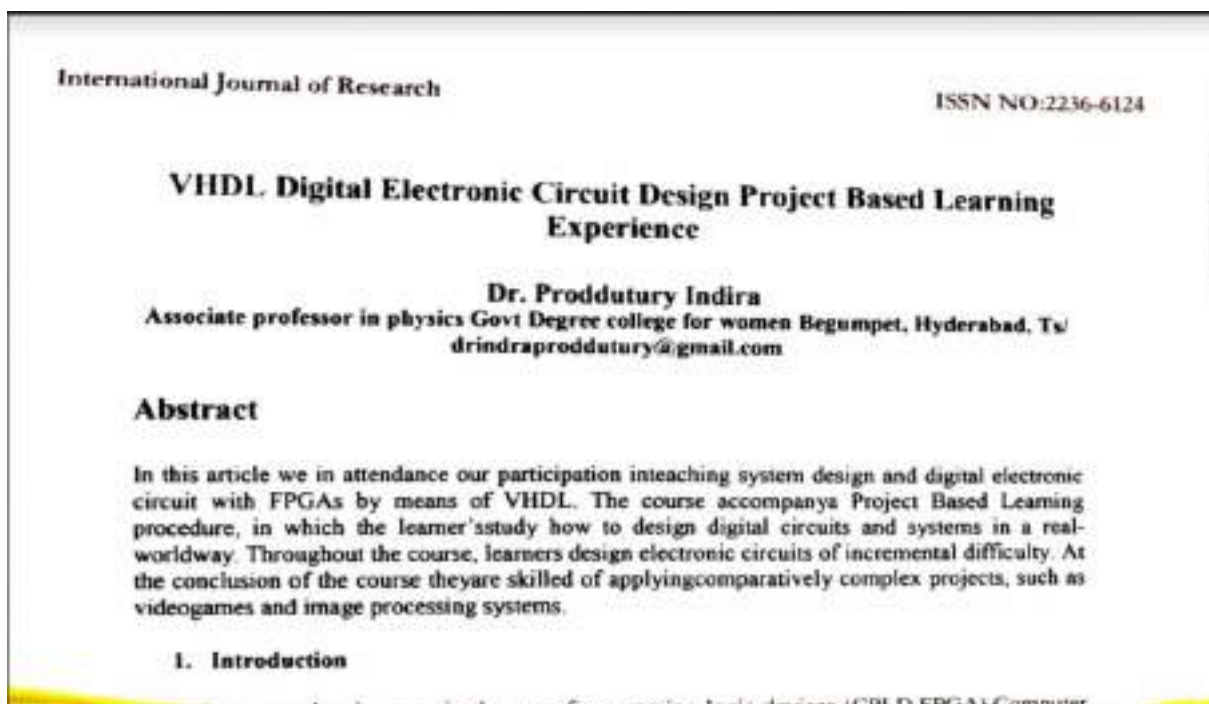 International Journal of Research
ISSN NO:2236-6124
VHDL Digital Electronic Circuit Design Project Based Learning
Experience
Dr. Proddutury Indira
Associate professor in physics Govt Degree college for women Begumpet, Hyderabad, Ts/
drindraproddutury@gmail.com
Abstract
In this article we in attendance our participation inteaching system design and digital electronic
circuit with FPGAs by means of VHDL. The course accompanya Project Based Learning
procedure, in which the learner'sstudy how to design digital circuits and systems in a real-
worldway. Throughout the course, learners design electronic circuits of incremental difficulty. At
the conclusion of the course theyare skilled of applyingcomparatively complex projects, such as
videogames and image processing systems.
1. Introduction
logic devices (CPLD,FPGA) Computer